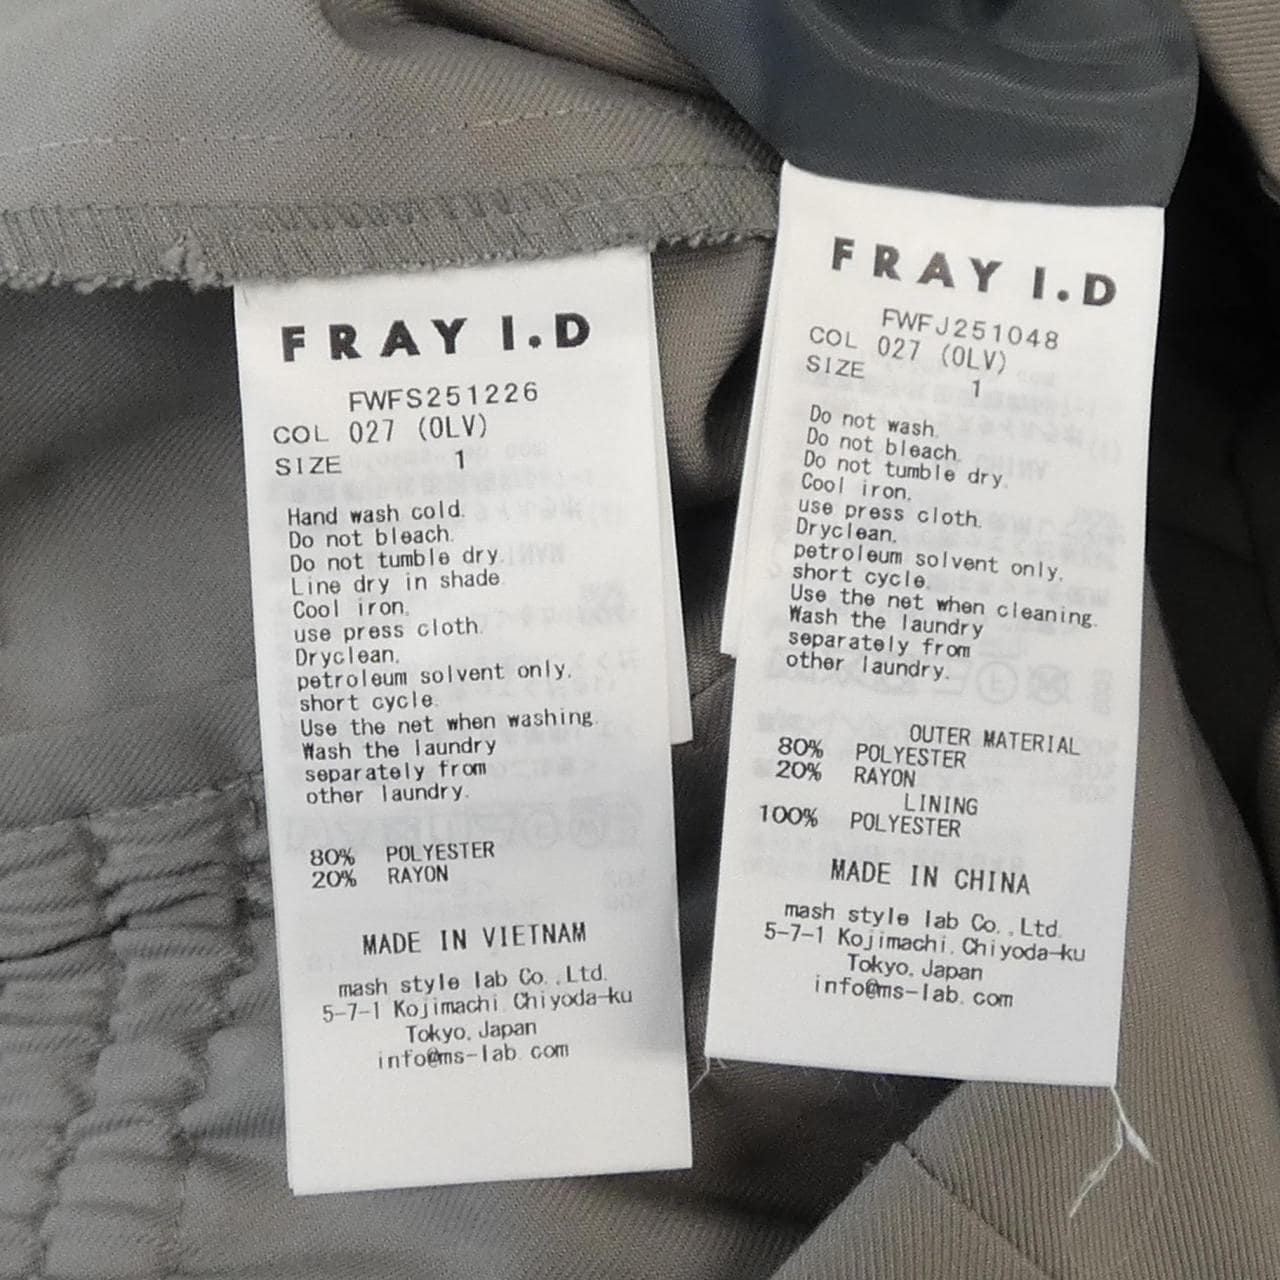 FRAY I.D
FWFS251226
COL 027 (OLV)
SIZE 1
Hand wash cold.
Do not bleach.
Do not tumble dry.
Line dry in shade.
Cool iron.
use press cloth.
Dryclean.
petroleum solvent only.
short cycle.
Use the net when washing.
Wash the laundry
separately from
other laundry.
80% POLYESTER
20% RAYON
MADE IN VIETNAM
mash style lab Co.,Ltd.
5-7-1 Kojimachi.Chiyoda-ku
Tokyo.Japan
info@ms-lab.com
FRAY I.D
FWFJ251048
COL 027 (OLV)
SIZE 1
Do not wash.
Do not bleach.
Do not tumble dry.
Cool iron.
use press cloth.
Dryclean.
petroleum solvent only.
short cycle.
Use the net when cleaning.
Wash the laundry
separately from
other laundry.
OUTER MATERIAL
80% POLYESTER
20% RAYON
LINING
100% POLYESTER
MADE IN CHINA
mash style lab Co.,Ltd.
5-7-1 Kojimachi.Chiyoda-ku
Tokyo.Japan
info@ms-lab.com